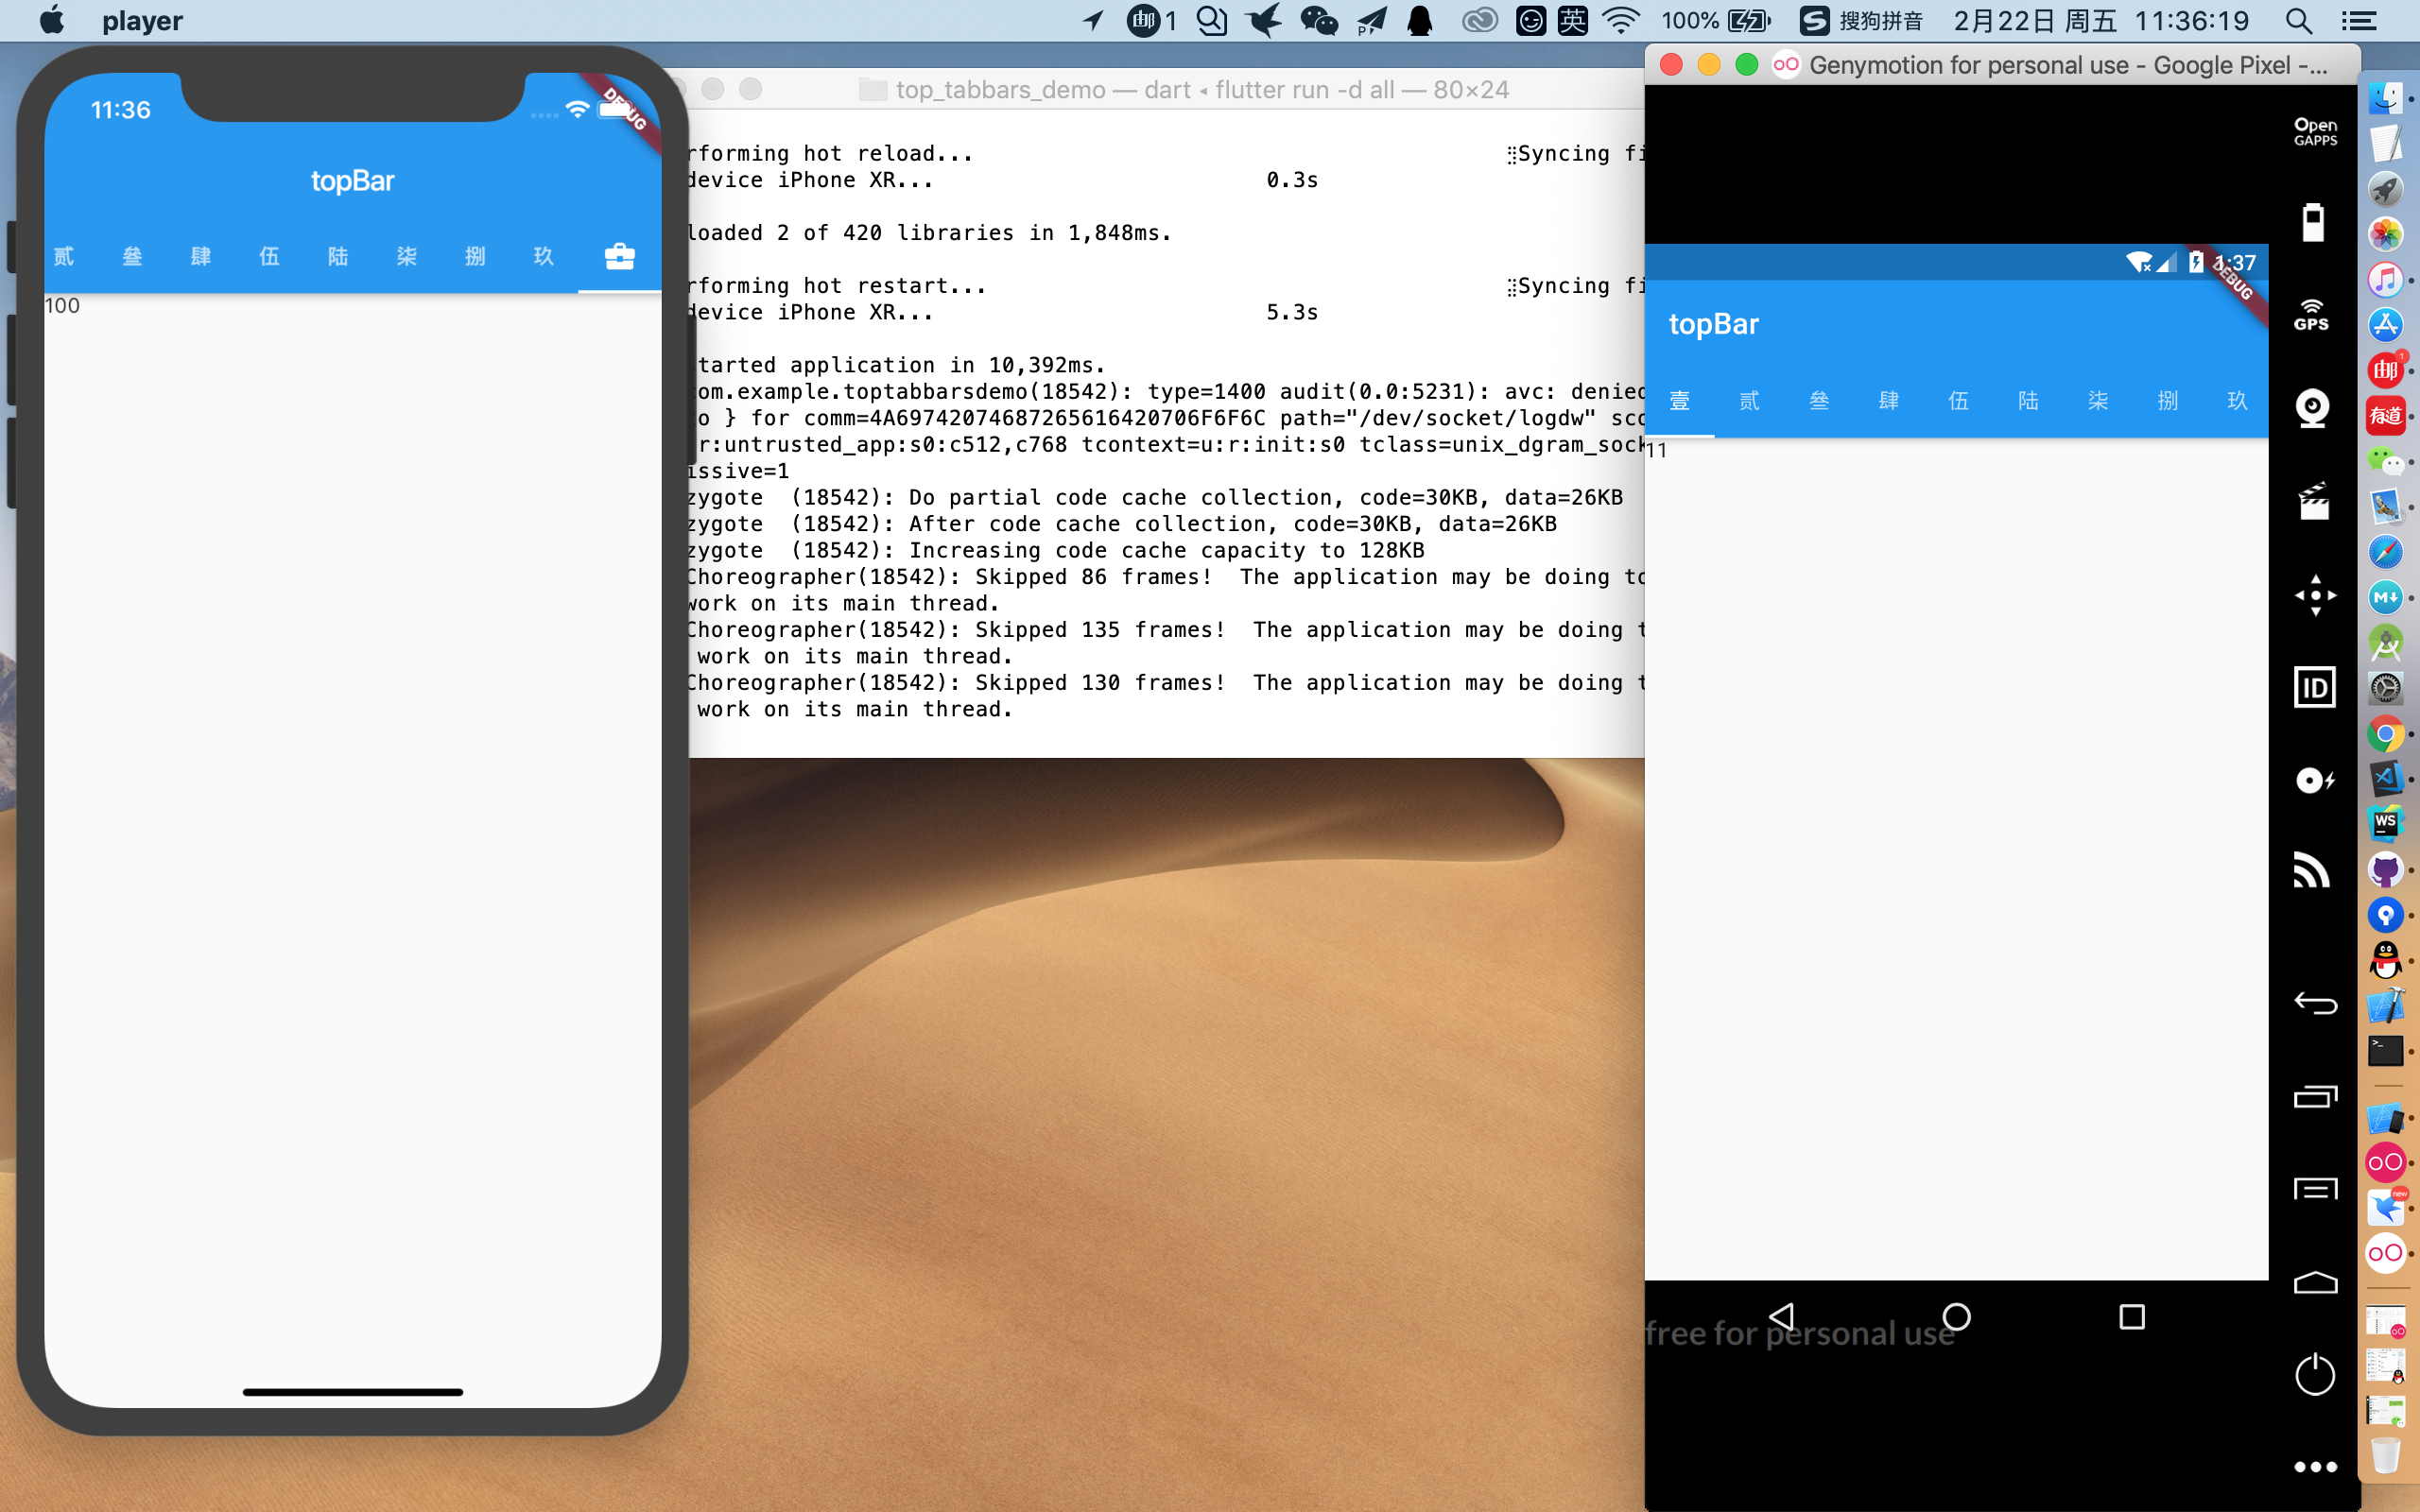 player
1
英
100%
搜狗拼音
2月22日 周五 11:36:19
11:36
DEBUG
topBar
贰 叁 肆 伍 陆 柒 捌 玖
100
top_tabbars_demo — dart ◂ flutter run -d all — 80×24
rforming hot reload... Syncing fi
device iPhone XR... 0.3s
loaded 2 of 420 libraries in 1,848ms.
rforming hot restart... Syncing fi
device iPhone XR... 5.3s
tarted application in 10,392ms.
com.example.toptabbarsdemo(18542): type=1400 audit(0.0:5231): avc: denied
o } for comm=4A69742074687265616420706F6F6C path="/dev/socket/logdw" sco
r:untrusted_app:s0:c512,c768 tcontext=u:r:init:s0 tclass=unix_dgram_sock
issive=1
zygote (18542): Do partial code cache collection, code=30KB, data=26KB
zygote (18542): After code cache collection, code=30KB, data=26KB
zygote (18542): Increasing code cache capacity to 128KB
Choreographer(18542): Skipped 86 frames! The application may be doing to
work on its main thread.
Choreographer(18542): Skipped 135 frames! The application may be doing t
work on its main thread.
Choreographer(18542): Skipped 130 frames! The application may be doing t
work on its main thread.
Genymotion for personal use - Google Pixel -...
Open
GAPPS
1:37
DEBUG
GPS
topBar
壹 贰 叁 肆 伍 陆 柒 捌 玖
11
ID
free for personal use
邮
有道
M
WS
new